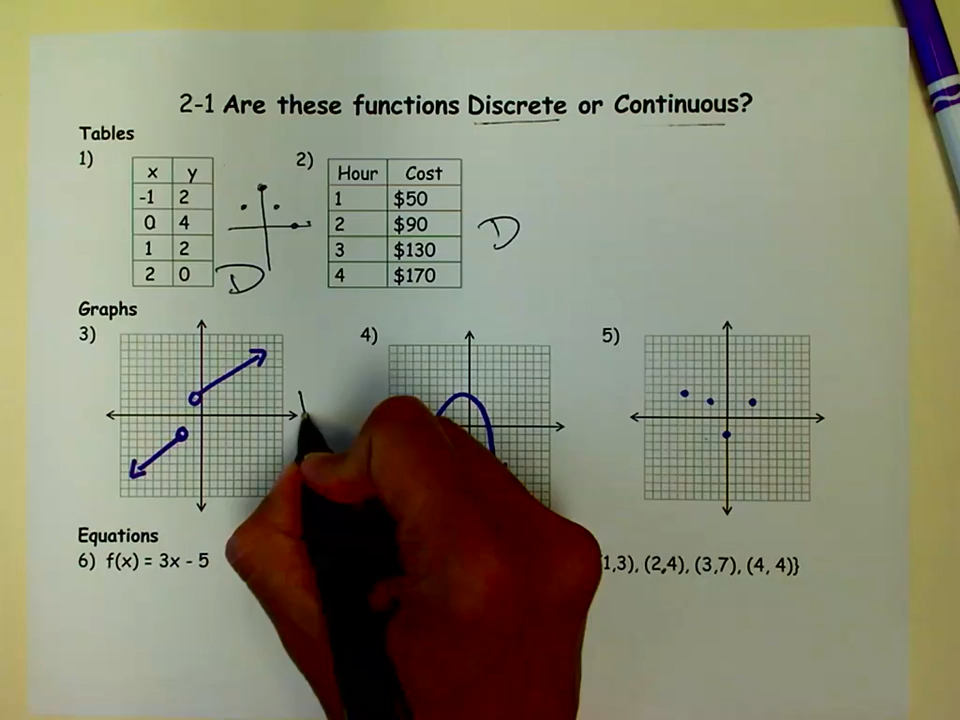 2-1 Are these functions Discrete or Continuous?
Tables
1)
x y
-1 2
0 4
1 2
2 0
D
2)
Hour Cost
1 $50
2 $90
3 $130
4 $170
D
Graphs
3)
4)
5)
Equations
6) f(x) = 3x - 5
1,3), (2,4), (3,7), (4, 4)}